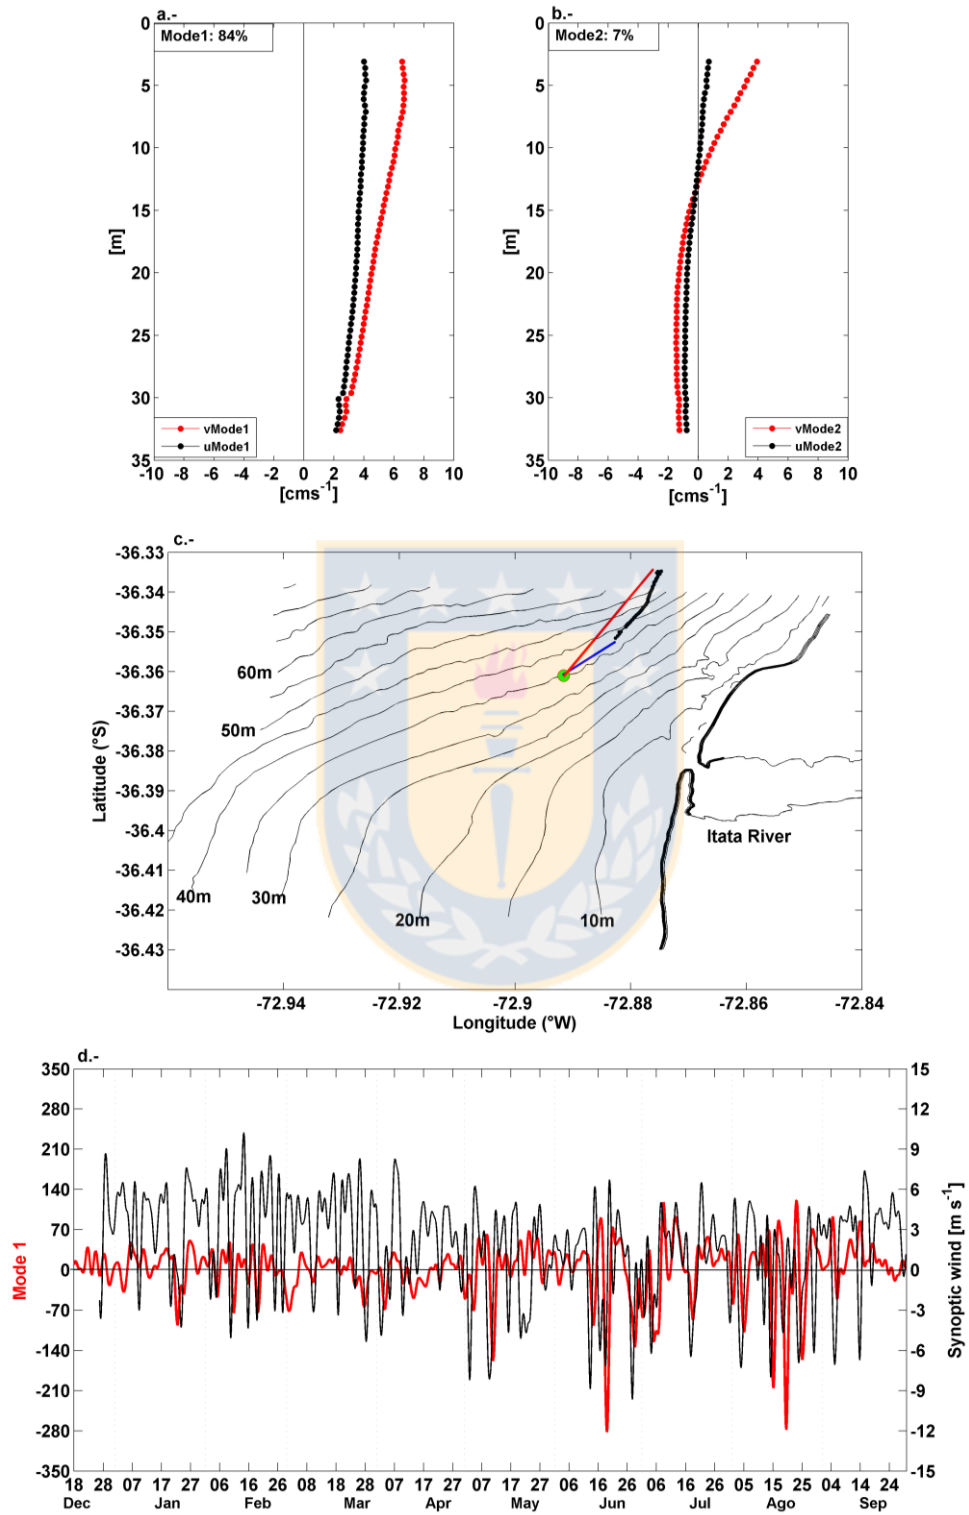 a.-
Mode1: 84%
0
5
10
15
20
25
30
35
[m]
vMode1
uMode1
-10 -8 -6 -4 -2 0 2 4 6 8 10
[cms-1]
b.-
Mode2: 7%
0
5
10
15
20
25
30
35
[m]
vMode2
uMode2
-10 -8 -6 -4 -2 0 2 4 6 8 10
[cms-1]
c.-
-36.33
-36.34
-36.35
-36.36
-36.37
-36.38
-36.39
-36.4
-36.41
-36.42
-36.43
Latitude (°S)
60m
50m
40m
30m
20m
10m
Itata River
-72.94 -72.92 -72.9 -72.88 -72.86 -72.84
Longitude (°W)
d.-
350
280
210
140
70
0
-70
-140
-210
-280
-350
Mode 1
15
12
9
6
3
0
-3
-6
-9
-12
-15
Synoptic wind [m s-1]
18 28 07 17 27 06 16 26 08 18 28 07 17 27 07 17 27 06 16 26 06 16 26 05 15 25 04 14 24
Dec Jan Feb Mar Apr May Jun Jul Ago Sep